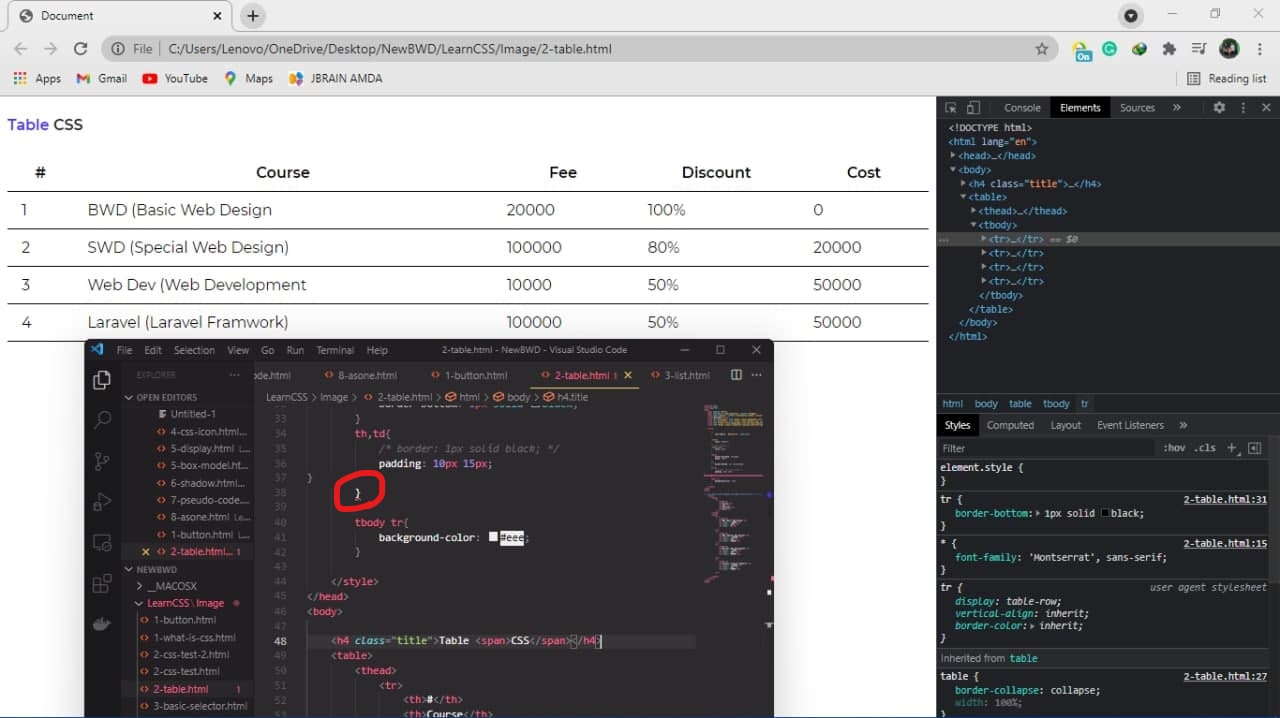 Document
File C:/Users/Lenovo/OneDrive/Desktop/NewBWD/LearnCSS/Image/2-table.html
On
Apps Gmail YouTube Maps JBRAIN AMDA Reading list
Table CSS
# Course Fee Discount Cost
1 BWD (Basic Web Design 20000 100% 0
2 SWD (Special Web Design) 100000 80% 20000
3 Web Dev (Web Development 10000 50% 50000
4 Laravel (Laravel Framwork) 100000 50% 50000
File Edit Selection View Go Run Terminal Help 2-table.html - NewBWD - Visual Studio Code
EXPLORER ode.html 8-asone.html 1-button.html 2-table.html 1 3-list.html
OPEN EDITORS
Untitled-1
4-css-icon.html...
5-display.html L...
5-box-model.ht...
6-shadow.html...
7-pseudo-code...
8-asone.html Le...
1-button.html L...
2-table.html... 1
NEWBWD
__MACOSX
LearnCSS\Image
1-button.html
1-what-is-css.html
2-css-test-2.html
2-css-test.html
2-table.html 1
3-basic-selector.html
LearnCSS > Image > 2-table.html > html > body > h4.title
33 }
34 th,td{
35 /* border: 1px solid black; */
36 padding: 10px 15px;
37 }
38 }
39
40 tbody tr{
41 background-color: #eee;
42 }
43
44 </style>
45 </head>
46 <body>
47
48 <h4 class="title">Table <span>CSS</span></h4>
49 <table>
50 <thead>
51 <tr>
52 <th>#</th>
53 <th>Course</th>
Console Elements Sources »
<!DOCTYPE html>
<html lang="en">
<head>…</head>
<body>
<h4 class="title">…</h4>
<table>
<thead>…</thead>
<tbody>
<tr>…</tr> == $0
<tr>…</tr>
<tr>…</tr>
<tr>…</tr>
</tbody>
</table>
</body>
</html>
html body table tbody tr
Styles Computed Layout Event Listeners »
Filter :hov .cls +
element.style {
}
tr { 2-table.html:31
border-bottom: 1px solid black;
}
* { 2-table.html:15
font-family: 'Montserrat', sans-serif;
}
tr { user agent stylesheet
display: table-row;
vertical-align: inherit;
border-color: inherit;
}
Inherited from table
table { 2-table.html:27
border-collapse: collapse;
width: 100%;
}